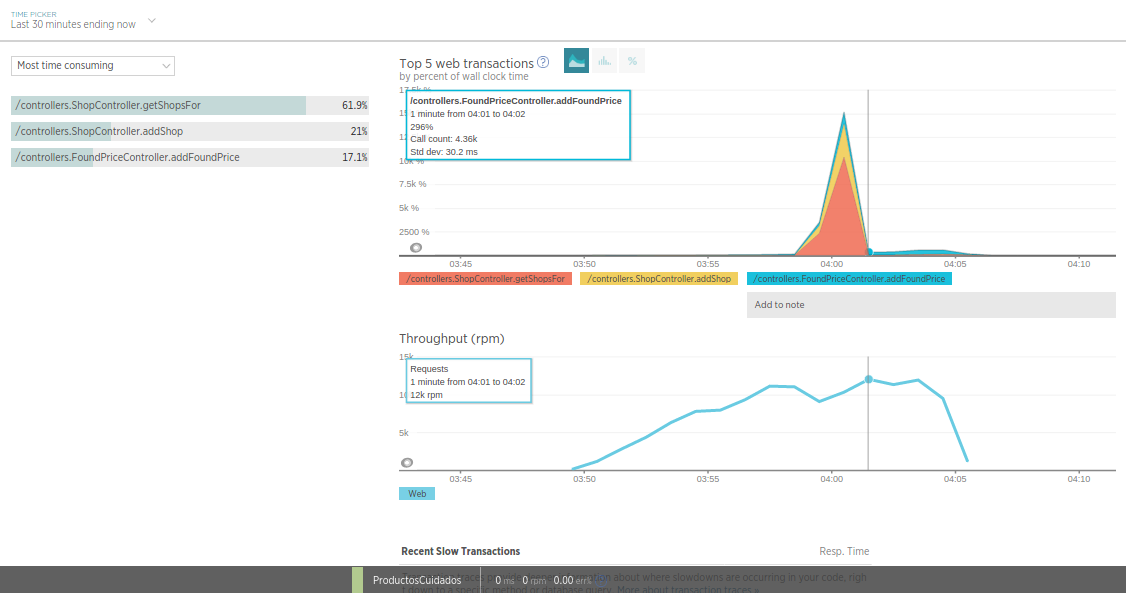 TIME PICKER
Last 30 minutes ending now
Most time consuming
/controllers.ShopController.getShopsFor 61.9%
/controllers.ShopController.addShop 21%
/controllers.FoundPriceController.addFoundPrice 17.1%
Top 5 web transactions ?
%
by percent of wall clock time
17.5k %
/controllers.FoundPriceController.addFoundPrice
1 minute from 04:01 to 04:02
296%
Call count: 4.36k
Std dev: 30.2 ms
10k %
7.5k %
5k %
2500 %
03:45 03:50 03:55 04:00 04:05 04:10
/controllers.ShopController.getShopsFor /controllers.ShopController.addShop /controllers.FoundPriceController.addFoundPrice
Add to note
Throughput (rpm)
15k
Requests
1 minute from 04:01 to 04:02
12k rpm
5k
03:45 03:50 03:55 04:00 04:05 04:10
Web
Recent Slow Transactions Resp. Time
ProductosCuidados 0 ms 0 rpm 0.00 err%
about where slowdowns are occurring in your code, righ
t down to a specific method or database query. More about transaction traces »